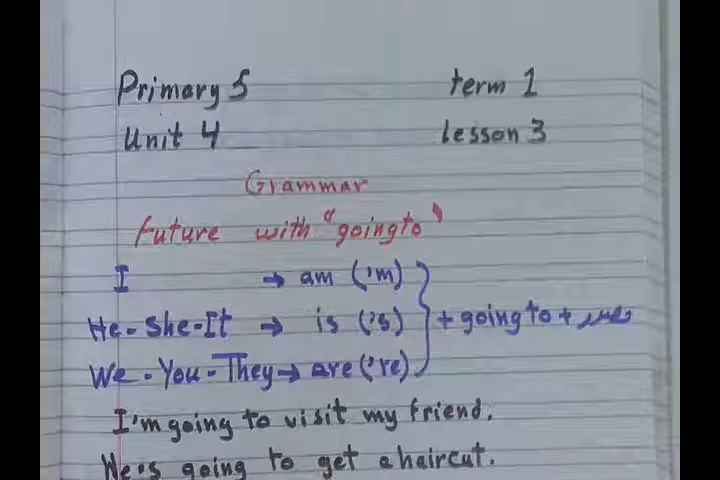 Primary 5 term 1
Unit 4 lesson 3
Grammar
future with "going to"
I → am ('m)
He - She - It → is ('s) + going to + مصدر
We - You - They → are ('re)
I'm going to visit my friend.
He's going to get a haircut.